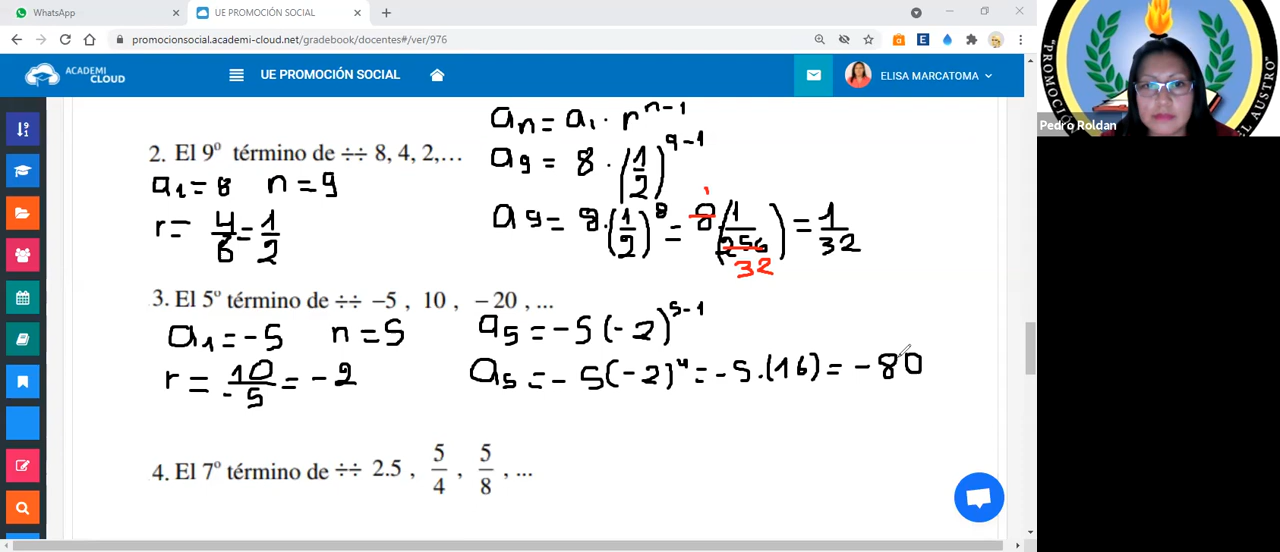 WhatsApp
UE PROMOCIÓN SOCIAL
promocionsocial.academi-cloud.net/gradebook/docentes#/ver/976
ACADEMI CLOUD
UE PROMOCIÓN SOCIAL
ELISA MARCATOMA
Pedro Roldan
aₙ = a₁ · r^(n-1)
2. El 9° término de ÷÷ 8, 4, 2,...
a₉ = 8 · (1/2)^(9-1)
a₁ = 8 n = 9
r = 4/8 = 1/2
a₉ = 8 · (1/2)^8 = 8 (1/256) = 1/32
1
32
3. El 5° término de ÷÷ −5 , 10 , − 20 , ...
a₁ = -5 n = 5
a₅ = -5 (-2)^(5-1)
r = 10/-5 = -2
a₅ = -5 (-2)^4 = -5 · (16) = -80
4. El 7° término de ÷÷ 2.5 , 5/4 , 5/8 , ...